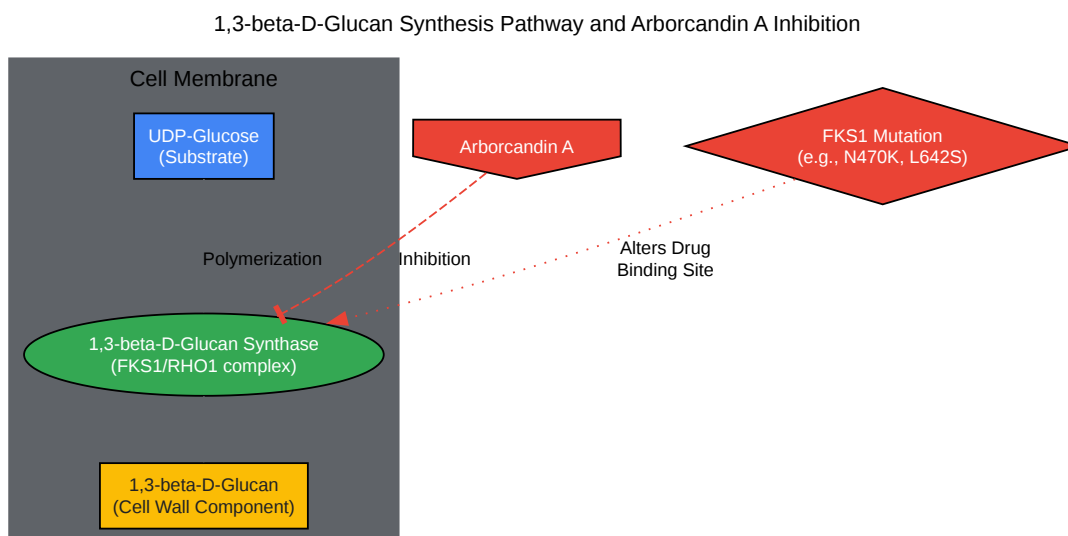 1,3-beta-D-Glucan Synthesis Pathway and Arborcandin A Inhibition
Cell Membrane
UDP-Glucose
(Substrate)
Arborcandin A
FKS1 Mutation
(e.g., N470K, L642S)
Polymerization
Inhibition
Alters Drug
Binding Site
1,3-beta-D-Glucan Synthase
(FKS1/RHO1 complex)
1,3-beta-D-Glucan
(Cell Wall Component)